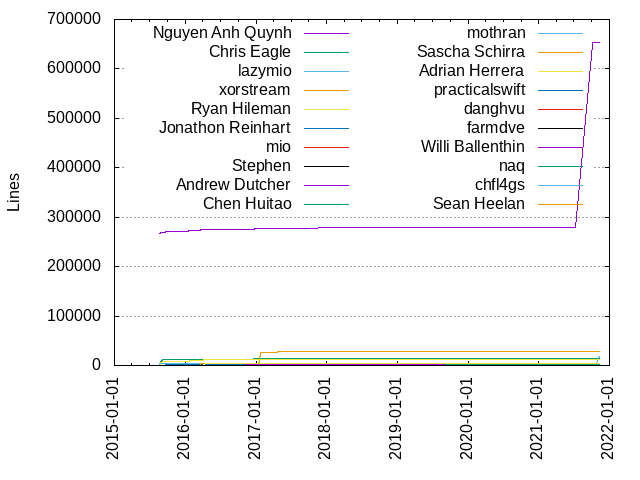 700000
600000
500000
400000
300000
200000
100000
0
Lines
Nguyen Anh Quynh
Chris Eagle
lazymio
xorstream
Ryan Hileman
Jonathon Reinhart
mio
Stephen
Andrew Dutcher
Chen Huitao
mothran
Sascha Schirra
Adrian Herrera
practicalswift
danghvu
farmdve
Willi Ballenthin
naq
chfl4gs
Sean Heelan
2015-01-01
2016-01-01
2017-01-01
2018-01-01
2019-01-01
2020-01-01
2021-01-01
2022-01-01